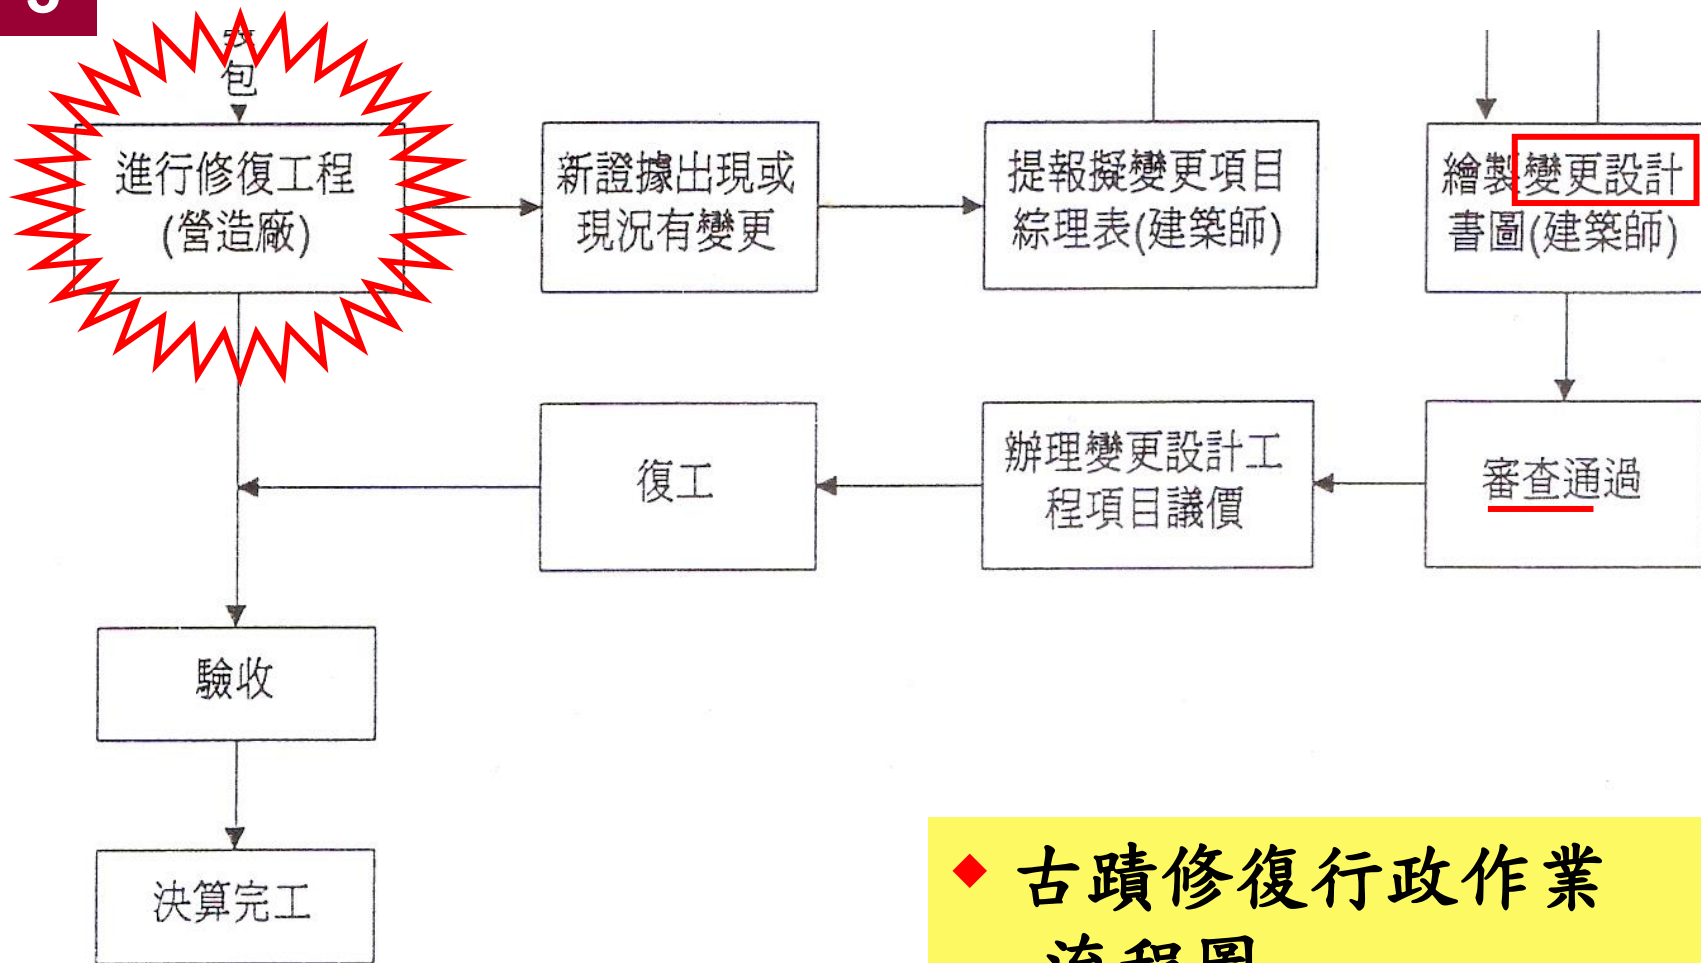 包
進行修復工程
(營造廠)
新證據出現或
現況有變更
提報擬變更項目
綜理表(建築師)
繪製變更設計
書圖(建築師)
復工
辦理變更設計工
程項目議價
審查通過
驗收
決算完工
古蹟修復行政作業
流程圖